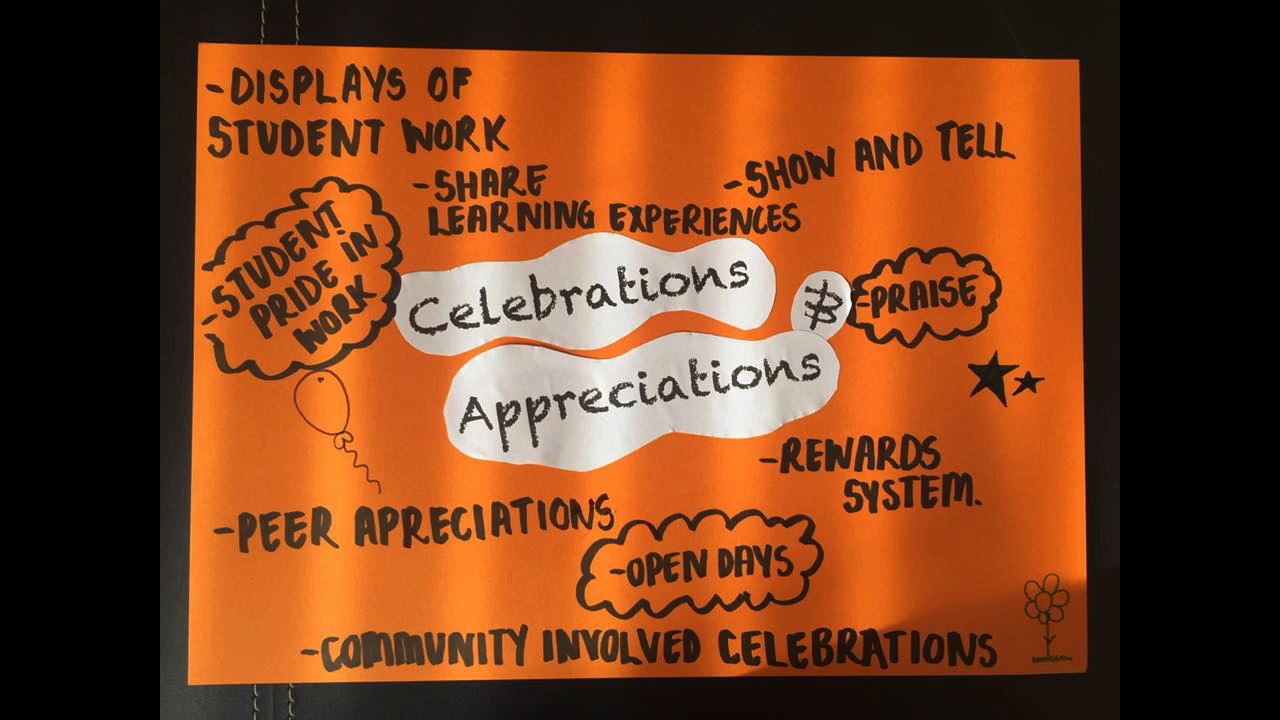 -DISPLAYS OF
STUDENT WORK
-SHARE
LEARNING EXPERIENCES
-SHOW AND TELL
-STUDENT
PRIDE IN
WORK
Celebrations
&
-PRAISE
Appreciations
-REWARDS
SYSTEM.
-PEER APRECIATIONS
-OPEN DAYS
-COMMUNITY INVOLVED CELEBRATIONS